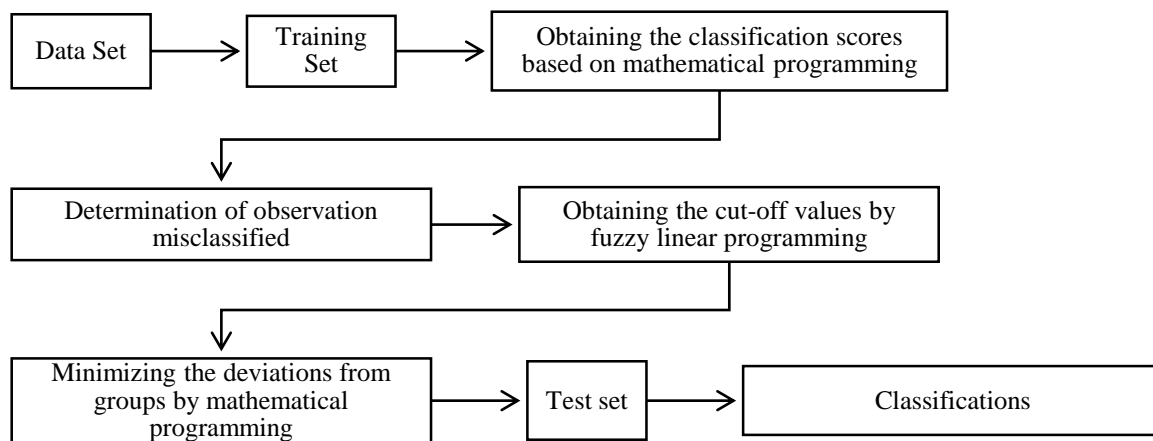 Data Set
Training
Set
Obtaining the classification scores
based on mathematical programming
Determination of observation
misclassified
Obtaining the cut-off values by
fuzzy linear programming
Minimizing the deviations from
groups by mathematical
programming
Test set
Classifications